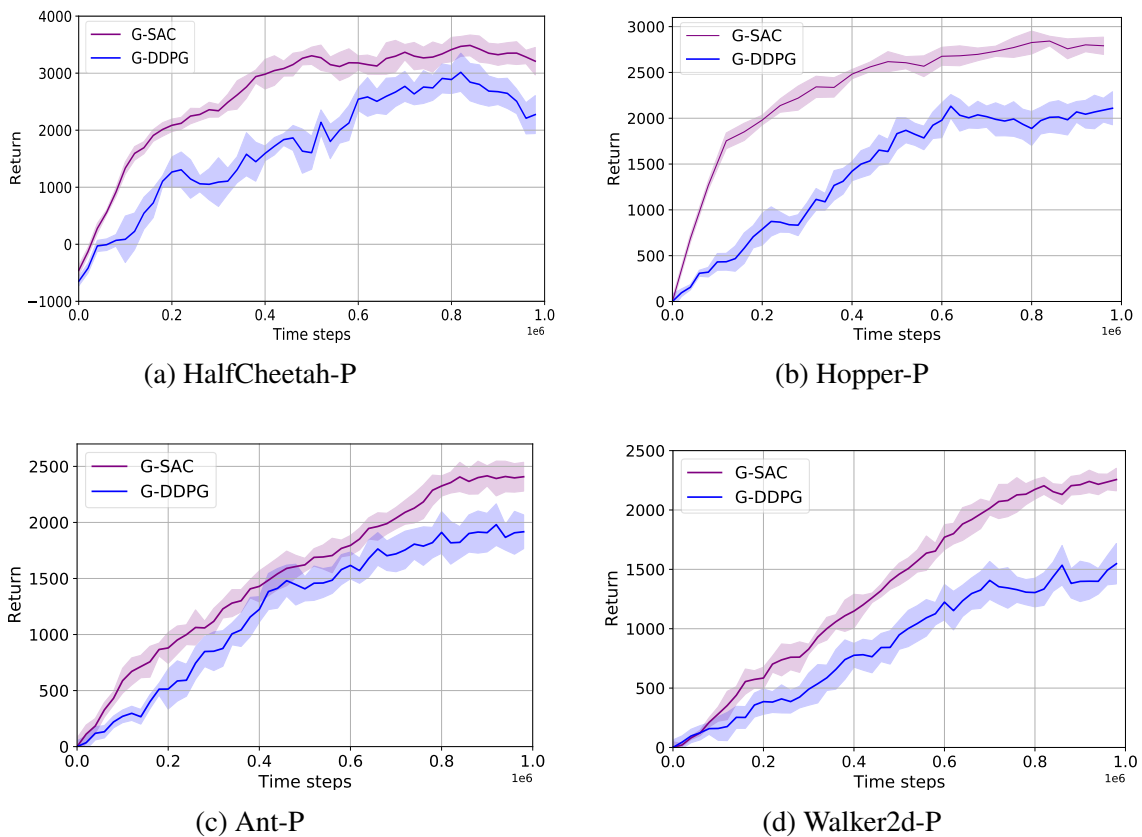 4000
3000
2000
1000
0
−1000
Return
G-SAC
G-DDPG
0.0 0.2 0.4 0.6 0.8 1.0
1e6
Time steps
(a) HalfCheetah-P
3000
2500
2000
1500
1000
500
0
Return
G-SAC
G-DDPG
0.0 0.2 0.4 0.6 0.8 1.0
1e6
Time steps
(b) Hopper-P
2500
2000
1500
1000
500
0
Return
G-SAC
G-DDPG
0.0 0.2 0.4 0.6 0.8 1.0
1e6
Time steps
(c) Ant-P
2500
2000
1500
1000
500
0
Return
G-SAC
G-DDPG
0.0 0.2 0.4 0.6 0.8 1.0
1e6
Time steps
(d) Walker2d-P